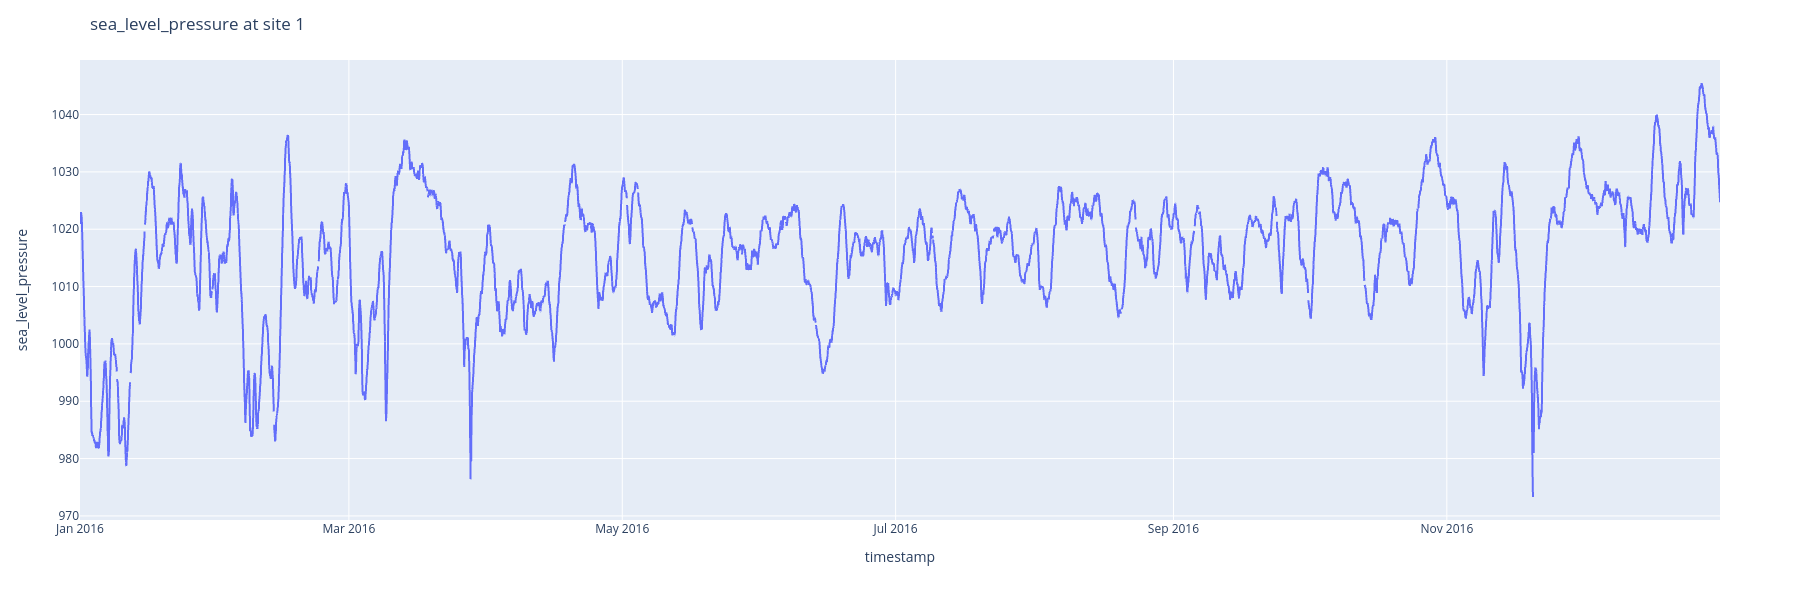 sea_level_pressure at site 1
sea_level_pressure
1040
1030
1020
1010
1000
990
980
970
Jan 2016
Mar 2016
May 2016
Jul 2016
Sep 2016
Nov 2016
timestamp